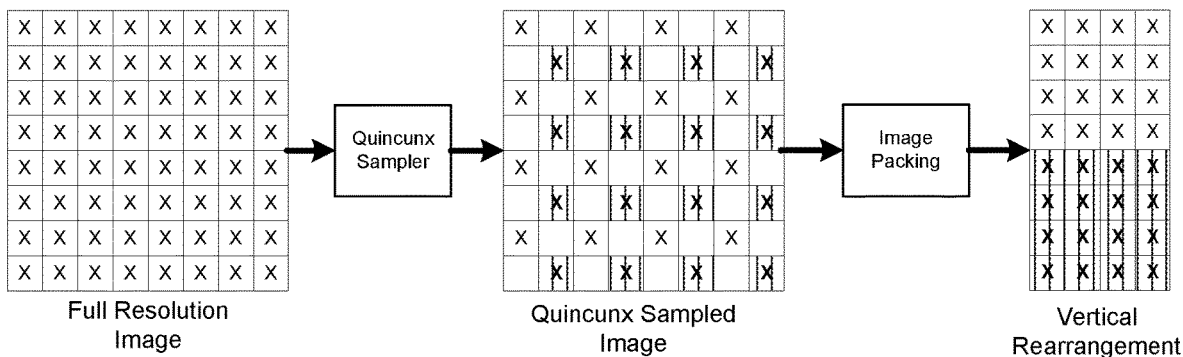 X X X X X X X X
X X X X X X X X
X X X X X X X X
X X X X X X X X
X X X X X X X X
X X X X X X X X
X X X X X X X X
X X X X X X X X
Full Resolution
Image
Quincunx
Sampler
X X X X
X X X X
X X X X
X X X X
X X X X
X X X X
X X X X
X X X X
Quincunx Sampled
Image
Image
Packing
X X X X
X X X X
X X X X
X X X X
X X X X
X X X X
X X X X
X X X X
Vertical
Rearrangement